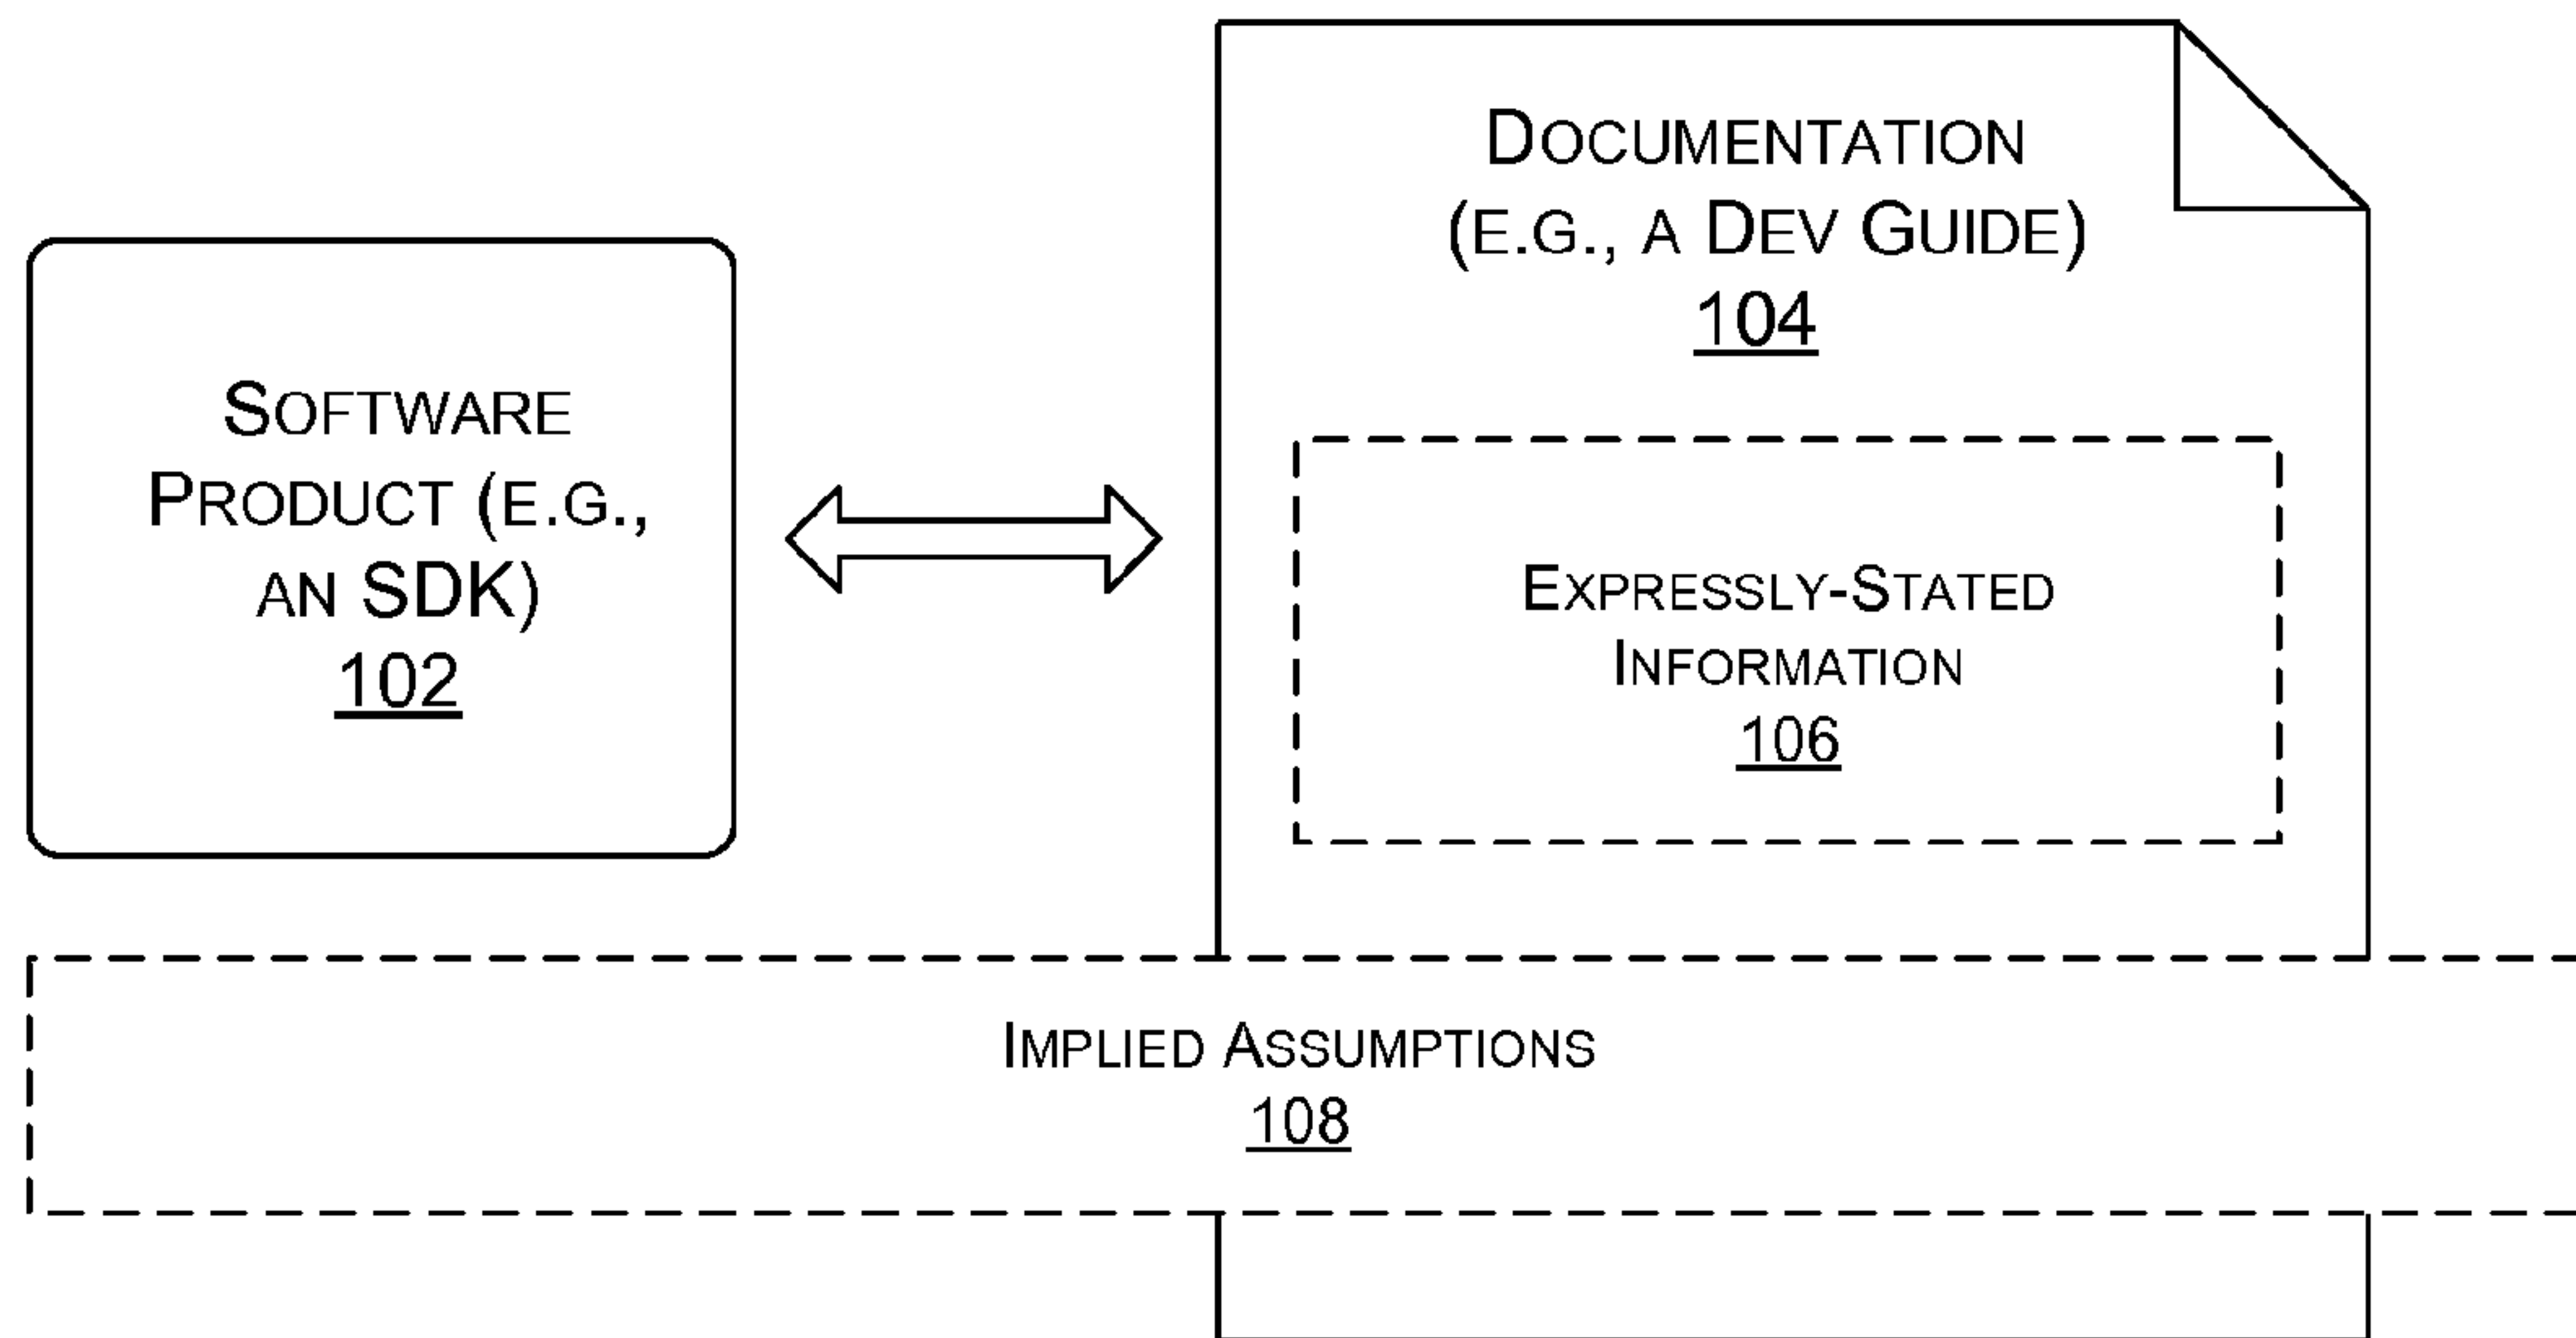 DOCUMENTATION
(E.G., A DEV GUIDE)
104
SOFTWARE
PRODUCT (E.G.,
AN SDK)
102
EXPRESSLY-STATED
INFORMATION
106
IMPLIED ASSUMPTIONS
108